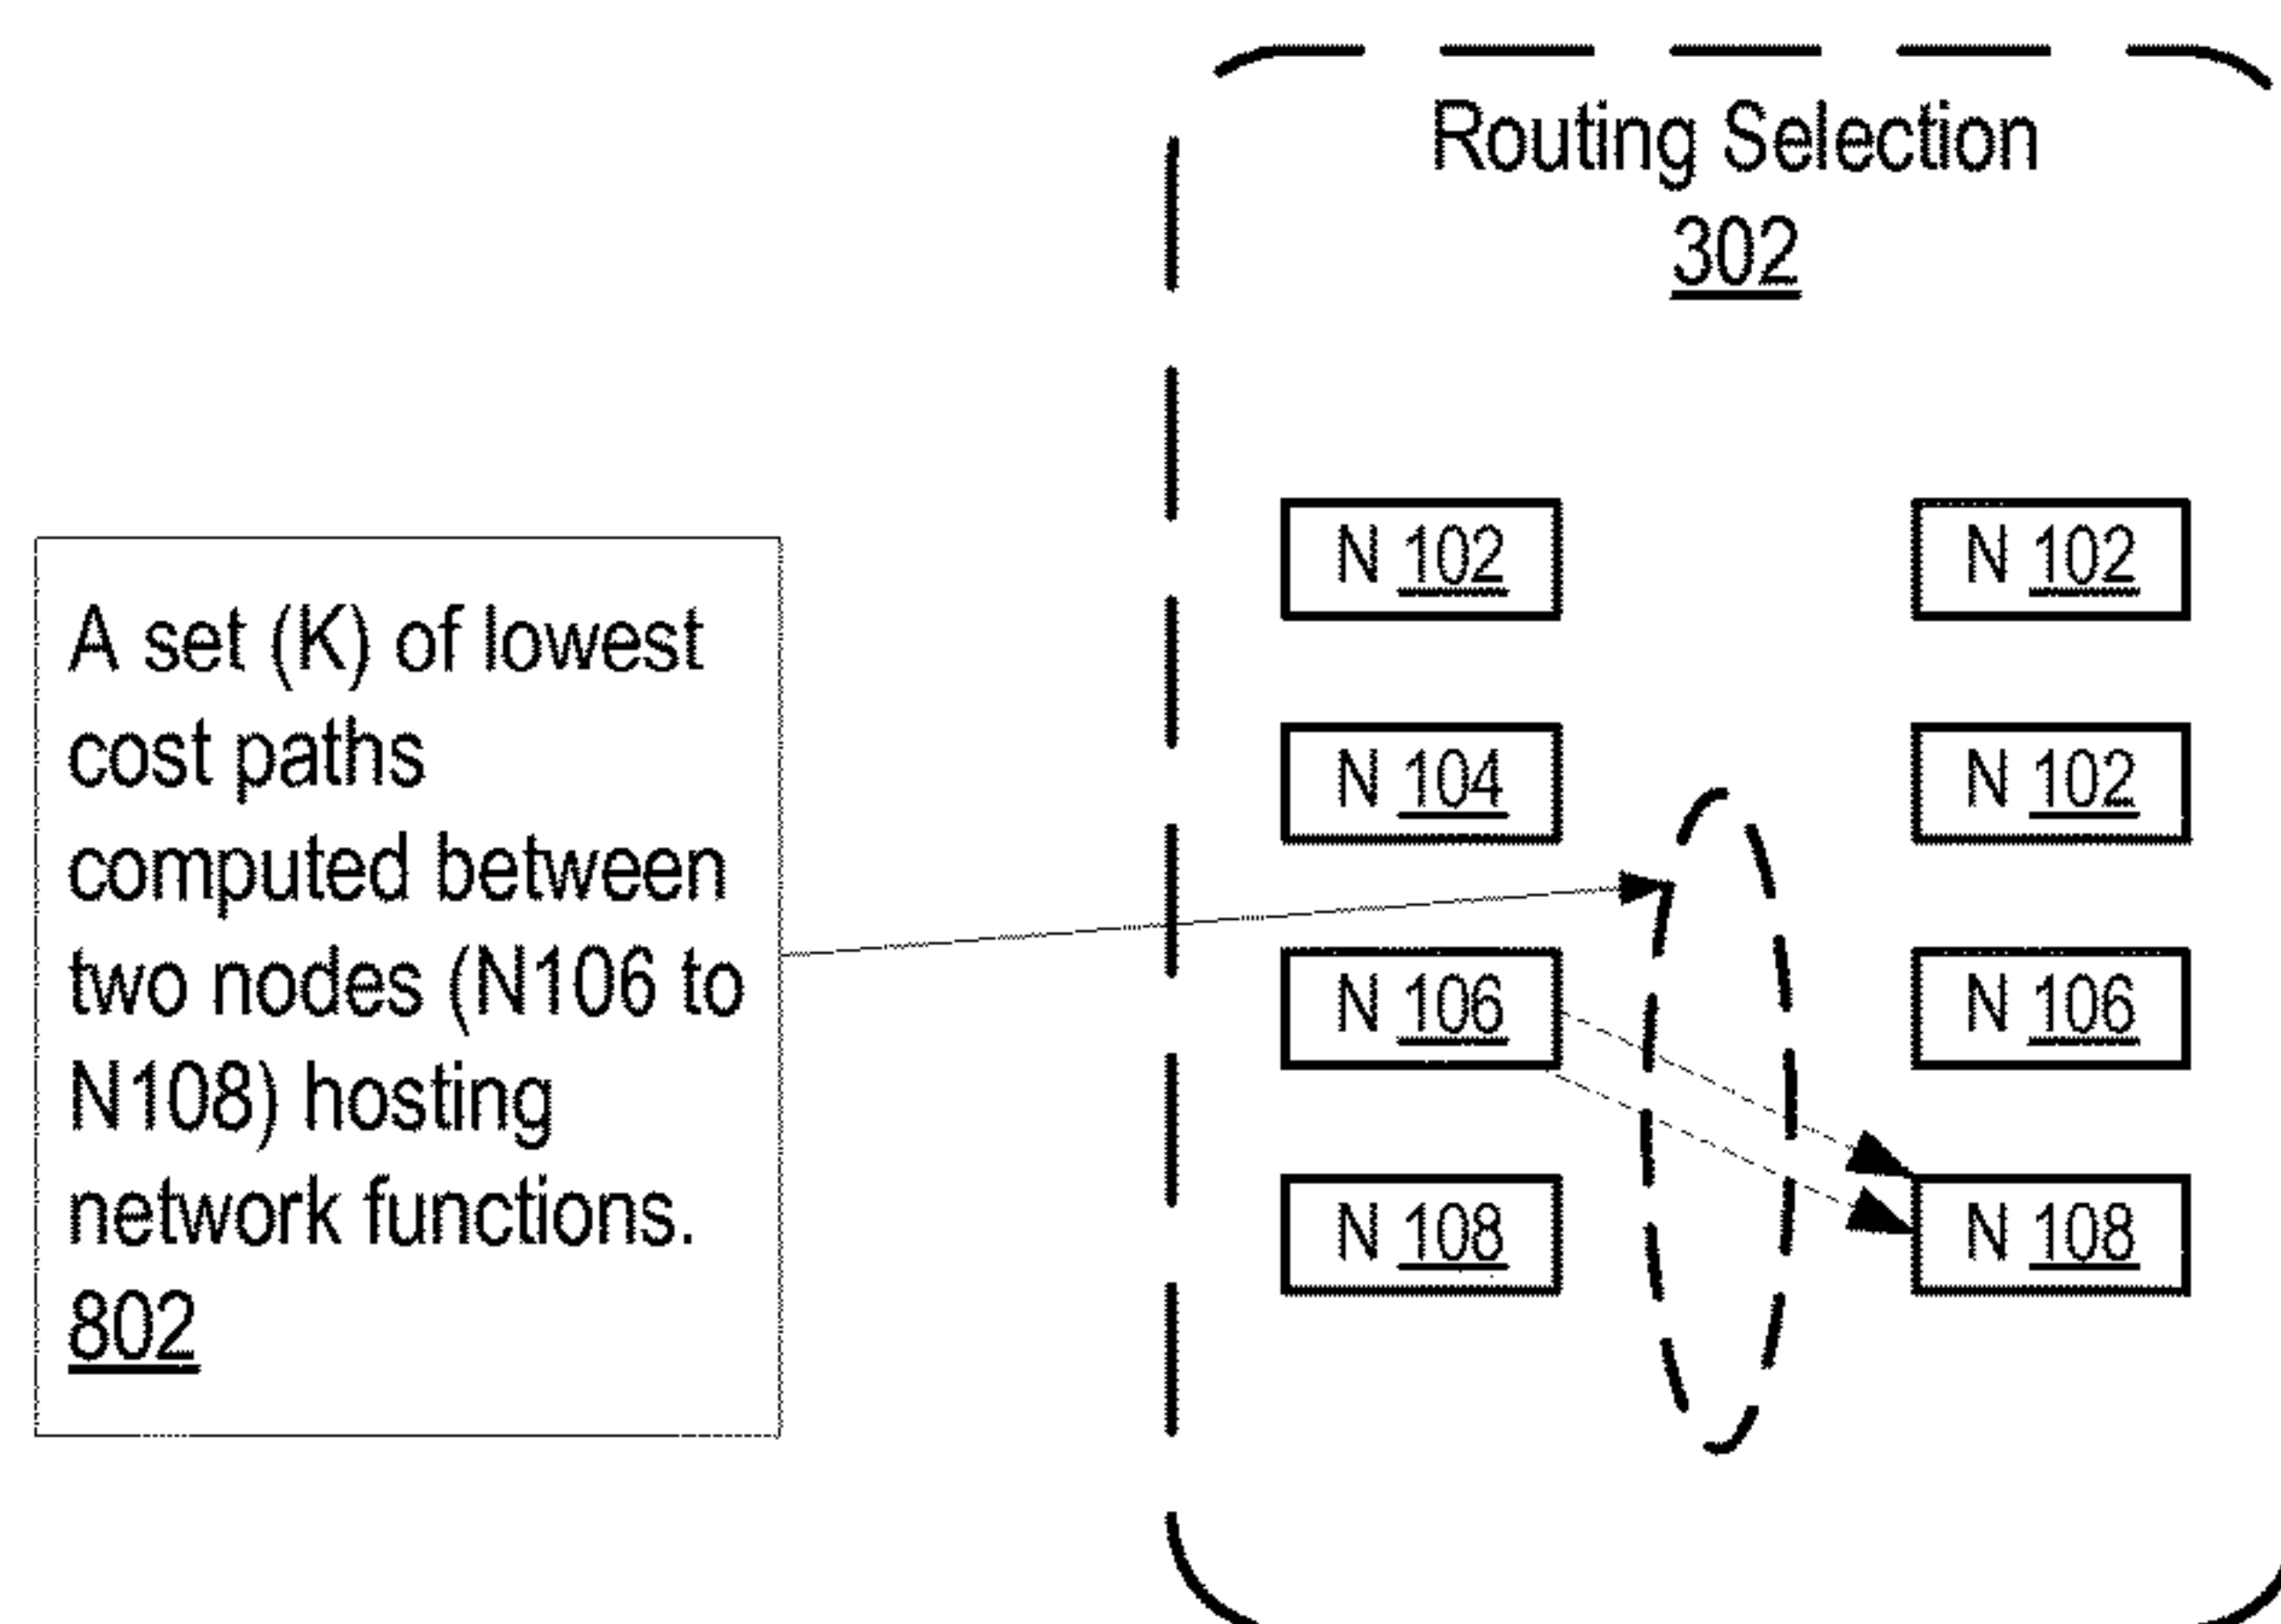 Routing Selection
302
A set (K) of lowest
cost paths
computed between
two nodes (N106 to
N108) hosting
network functions.
802
N 102
N 102
N 104
N 102
N 106
N 106
N 108
N 108